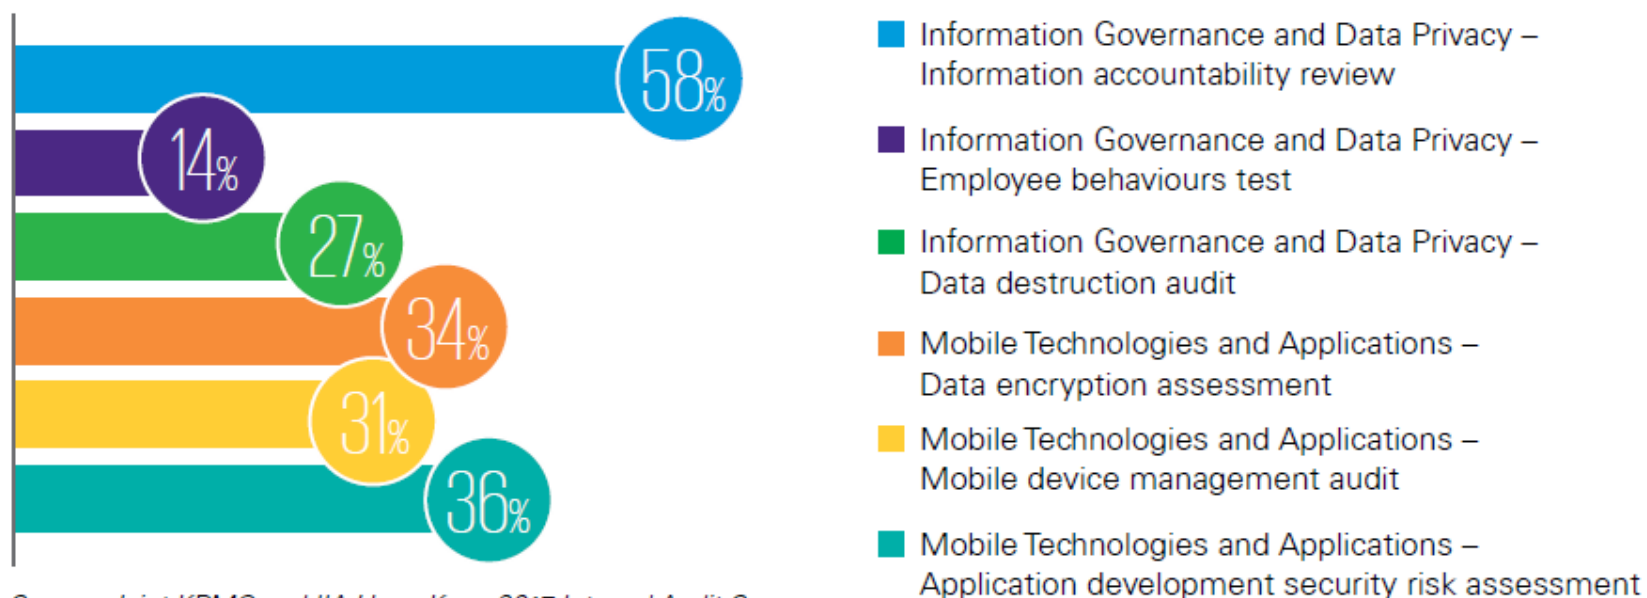 58%
14%
27%
34%
31%
36%
Information Governance and Data Privacy –
Information accountability review
Information Governance and Data Privacy –
Employee behaviours test
Information Governance and Data Privacy –
Data destruction audit
Mobile Technologies and Applications –
Data encryption assessment
Mobile Technologies and Applications –
Mobile device management audit
Mobile Technologies and Applications –
Application development security risk assessment